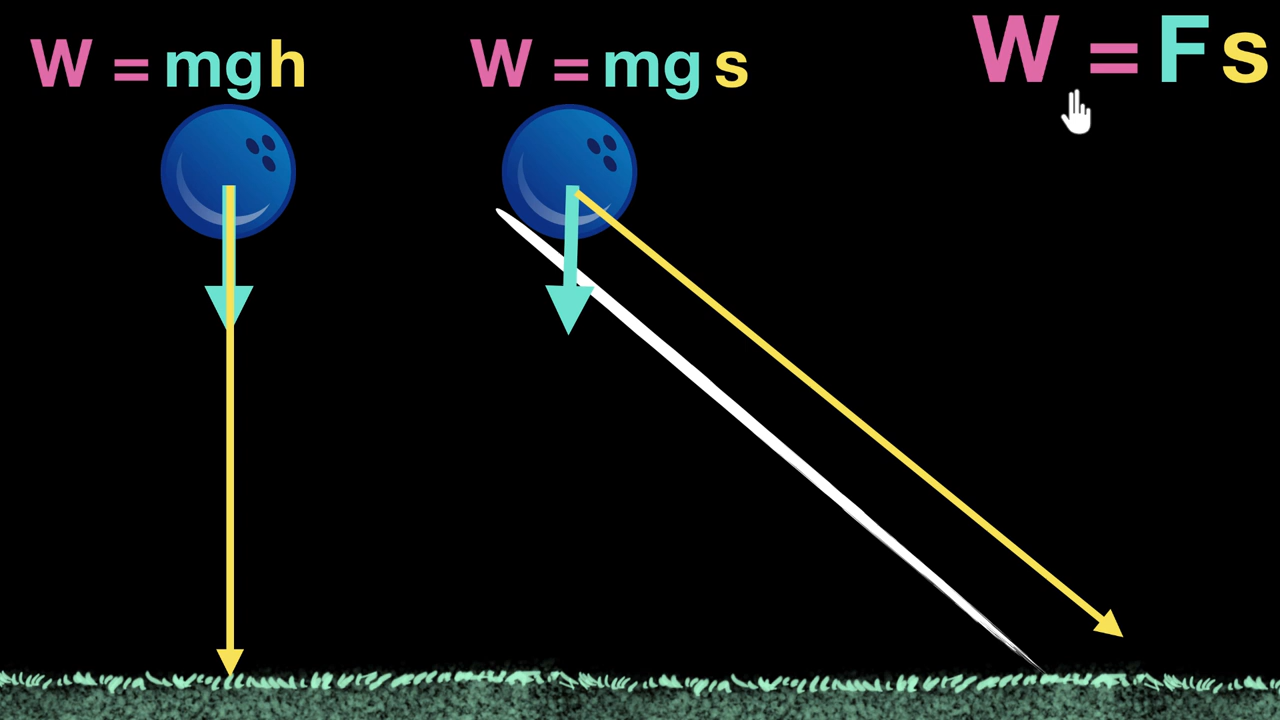 W = mgh
W = mg s
W = Fs